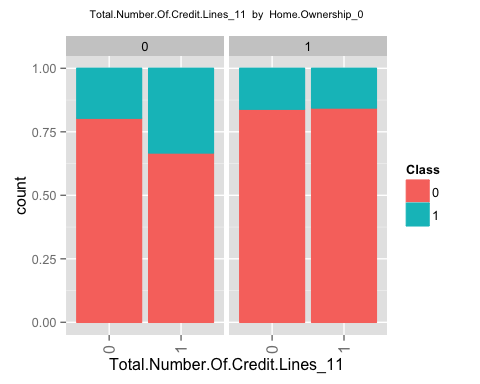 Total.Number.Of.Credit.Lines_11 by Home.Ownership_0
0 1
1.00
0.75
0.50
0.25
0.00
count
0 1 0 1
Total.Number.Of.Credit.Lines_11
Class
0
1